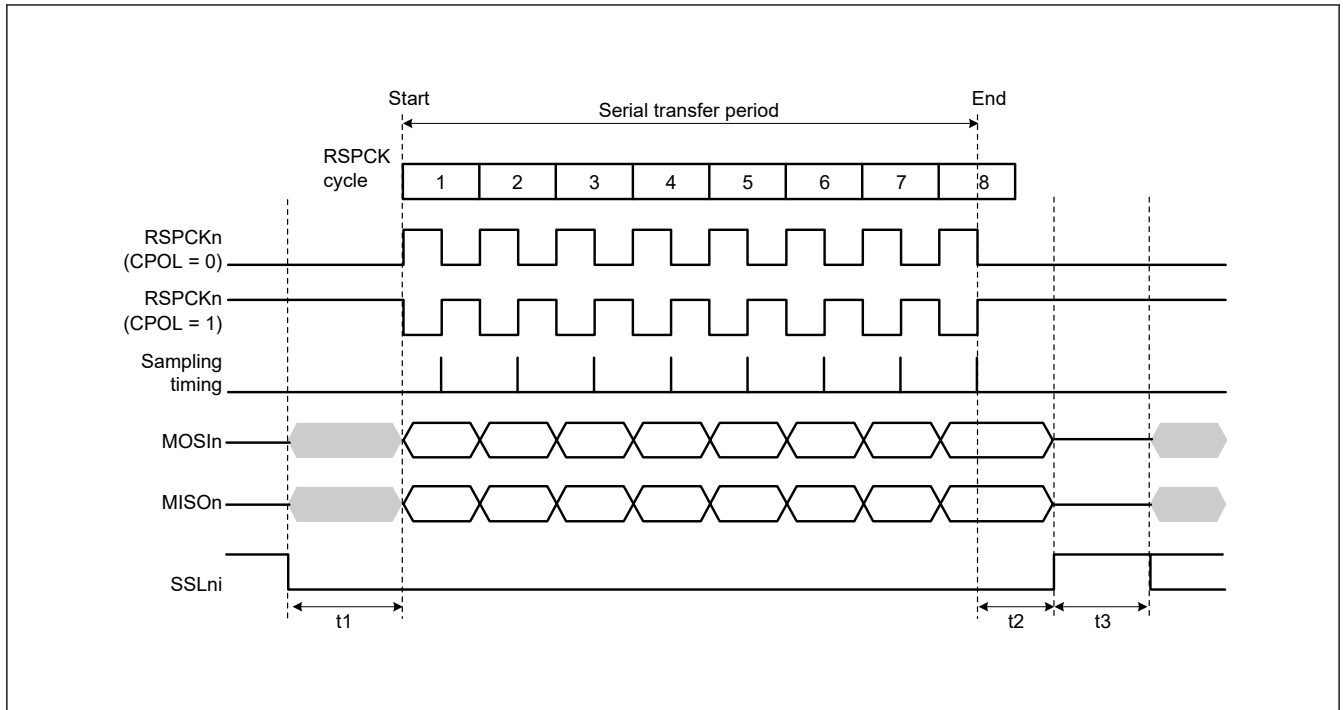 Start
End
Serial transfer period
RSPCK
cycle
1 2 3 4 5 6 7 8
RSPCKn
(CPOL = 0)
RSPCKn
(CPOL = 1)
Sampling
timing
MOSIn
MISOn
SSLni
t1
t2
t3